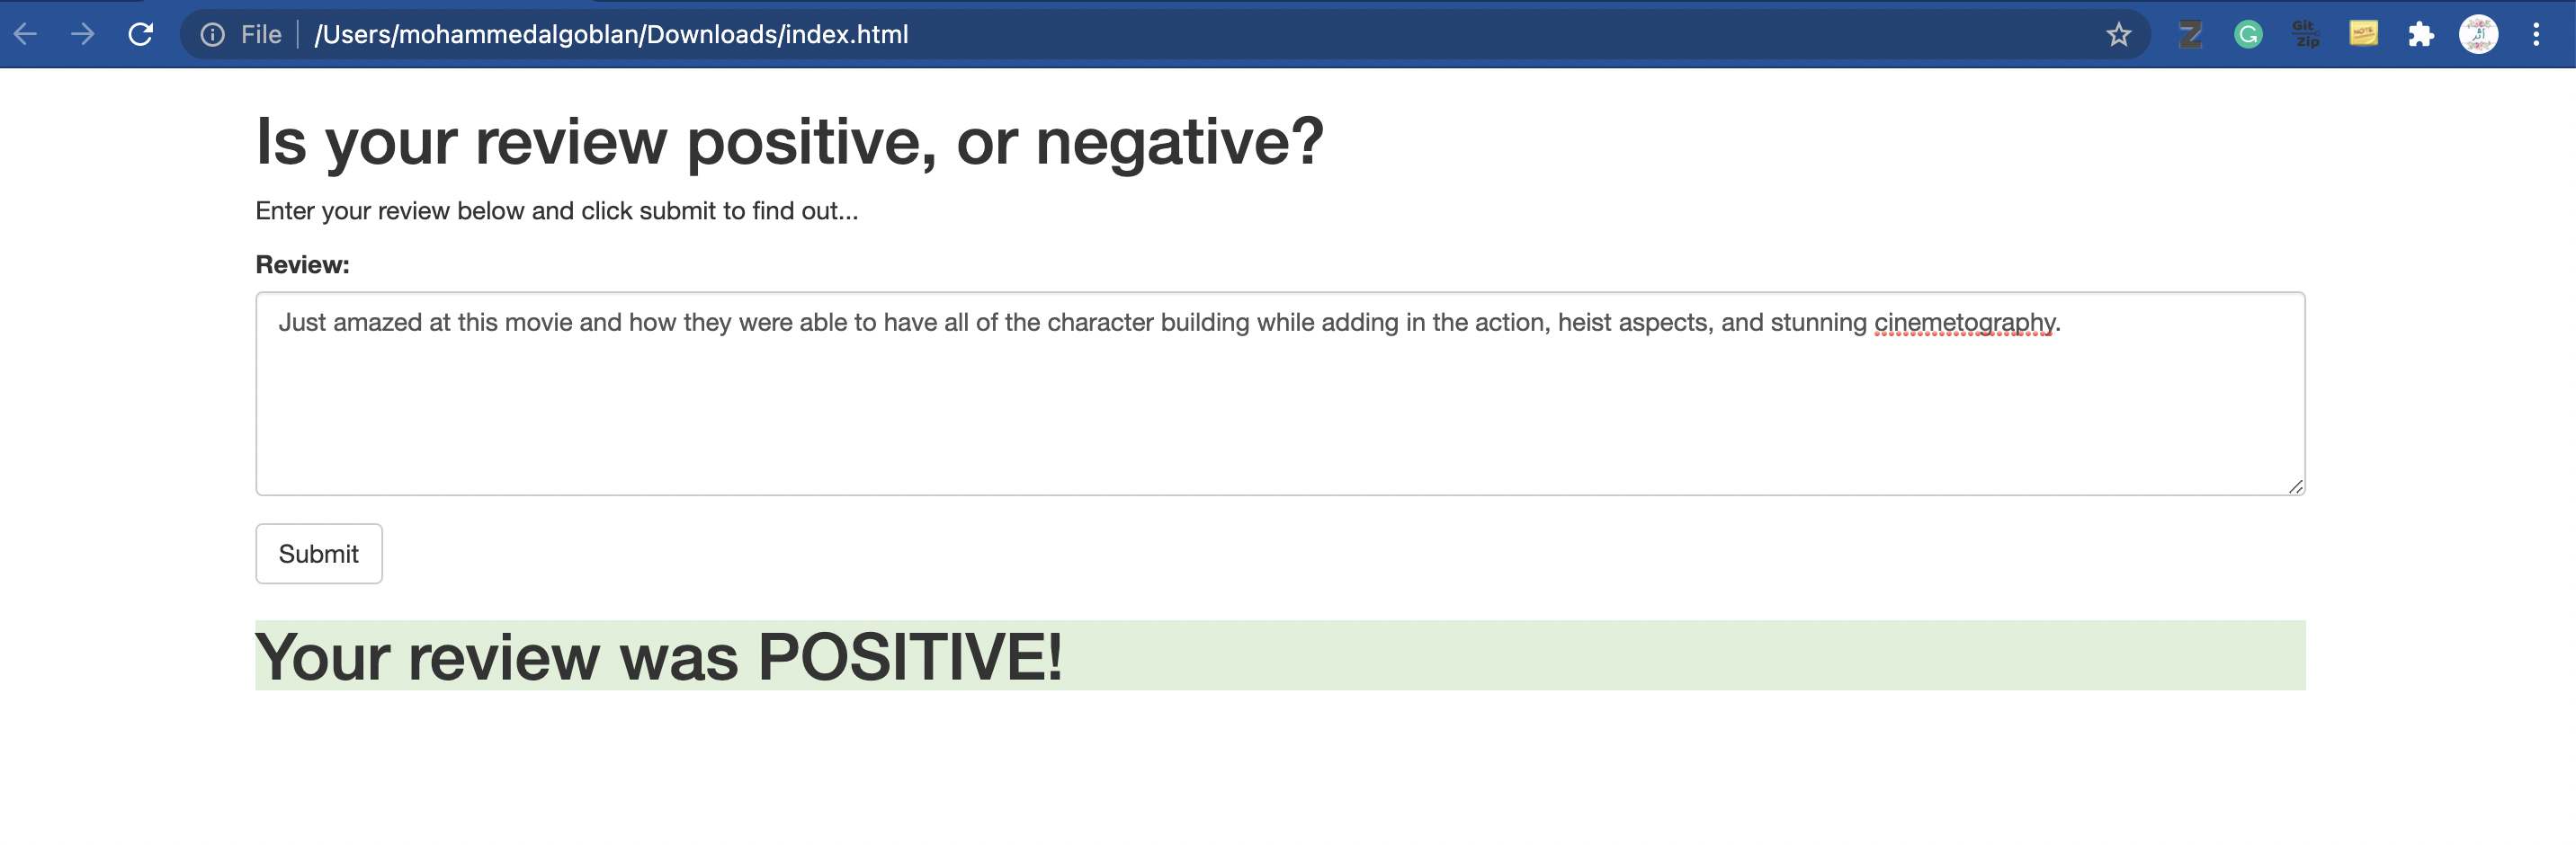 File /Users/mohammedalgoblan/Downloads/index.html
Z G Git Zip NOTE
Is your review positive, or negative?
Enter your review below and click submit to find out...
Review:
Just amazed at this movie and how they were able to have all of the character building while adding in the action, heist aspects, and stunning cinemetography.
Submit
Your review was POSITIVE!